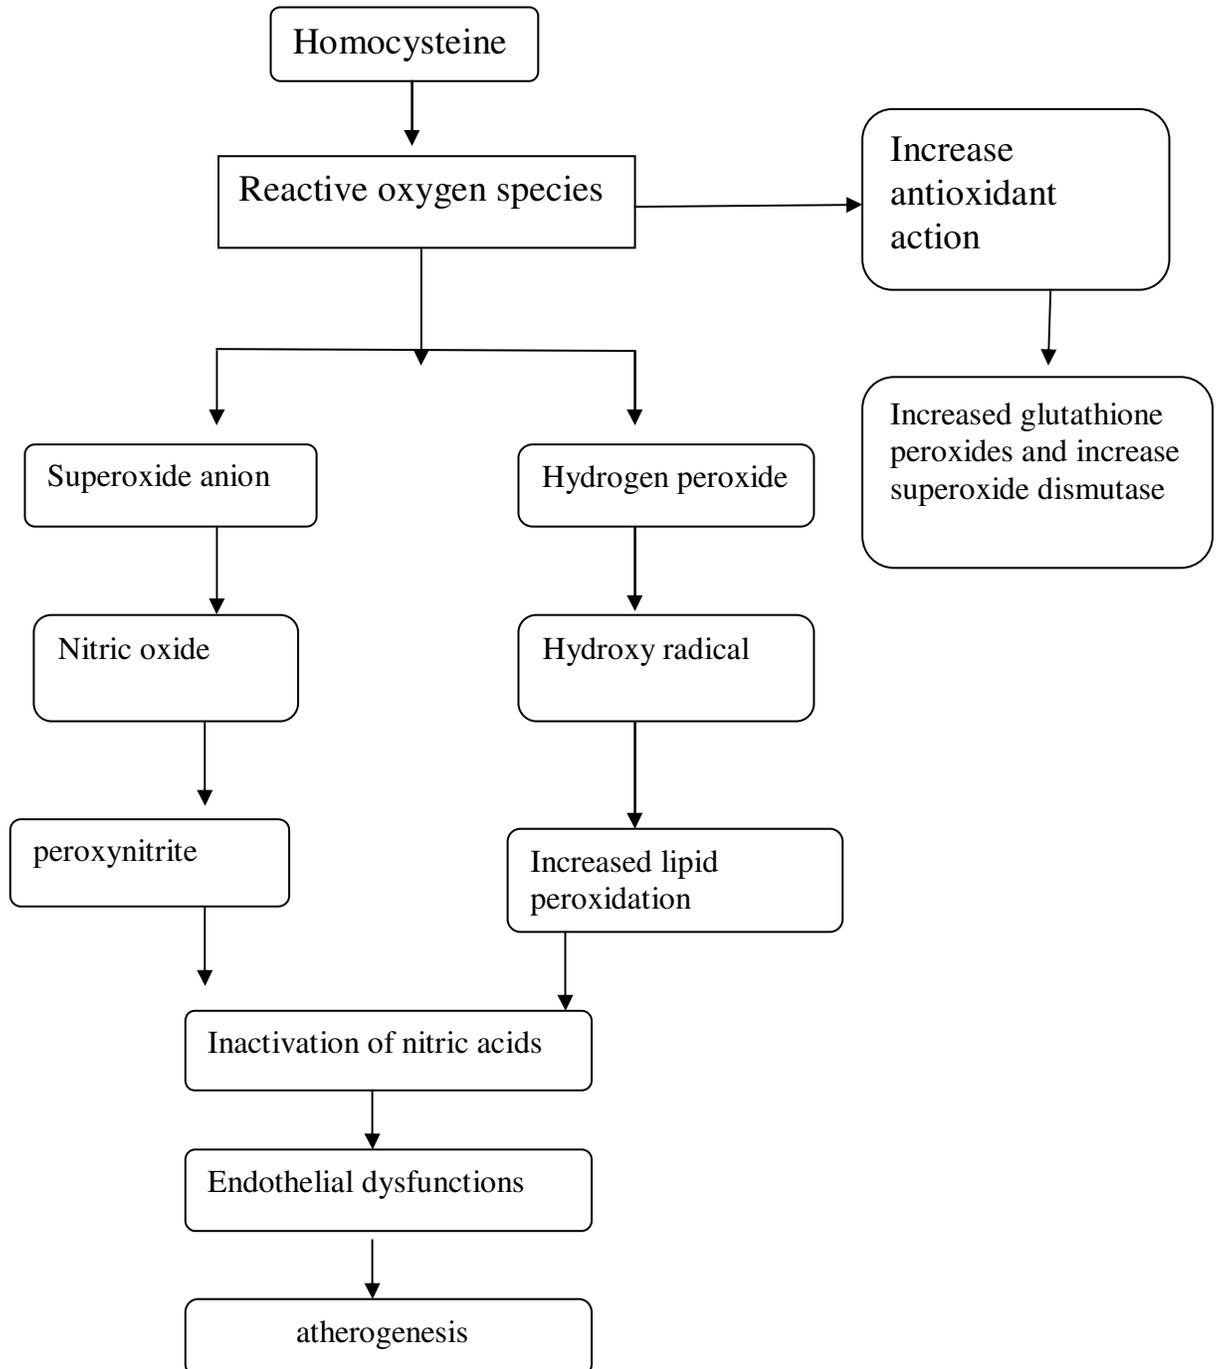 Homocysteine
Reactive oxygen species
Increase
antioxidant
action
Increased glutathione
peroxides and increase
superoxide dismutase
Superoxide anion
Hydrogen peroxide
Nitric oxide
Hydroxy radical
peroxynitrite
Increased lipid
peroxidation
Inactivation of nitric acids
Endothelial dysfunctions
atherogenesis